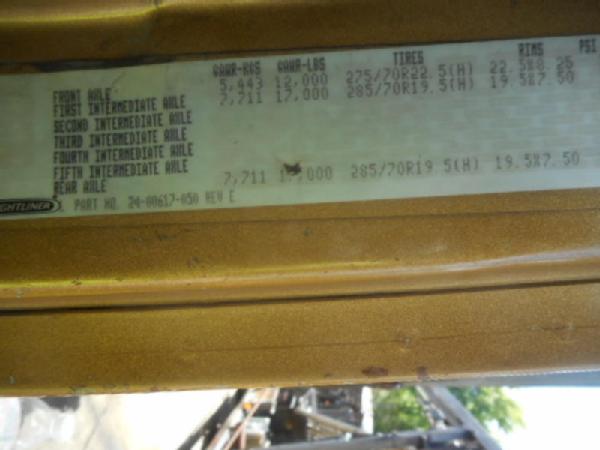 GAWR-KGS GAWR-LBS TIRES RIMS PSI
FRONT AXLE 5,443 12,000 275/70R22.5(H) 22.5X8.25
FIRST INTERMEDIATE AXLE 7,711 17,000 285/70R19.5(H) 19.5X7.50
SECOND INTERMEDIATE AXLE
THIRD INTERMEDIATE AXLE
FOURTH INTERMEDIATE AXLE
FIFTH INTERMEDIATE AXLE
REAR AXLE 7,711 17,000 285/70R19.5(H) 19.5X7.50
GHTLINER PART NO. 24-00617-050 REV E